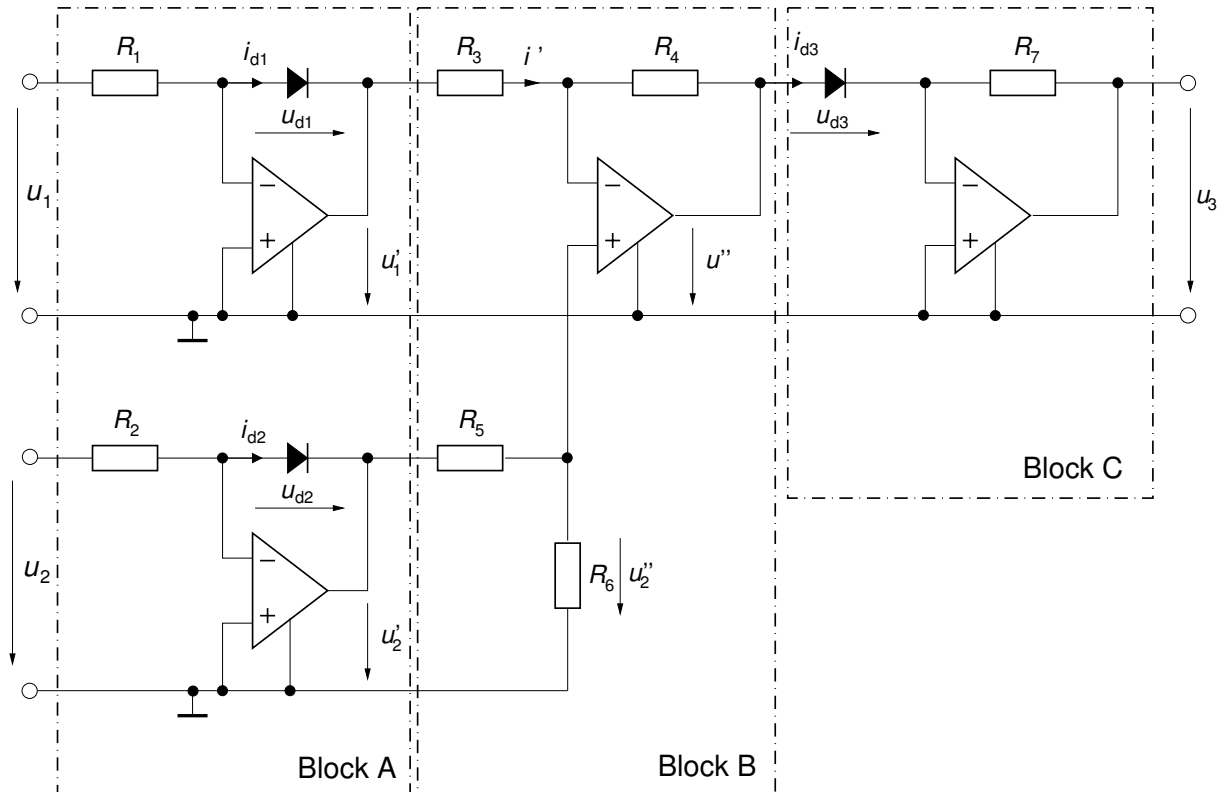 R1
id1
R3
i '
R4
id3
R7
ud1
ud3
u1
−
+
u'1
−
+
u''
−
+
u3
R2
id2
R5
ud2
Block C
u2
−
+
u'2
R6
u''2
Block A
Block B